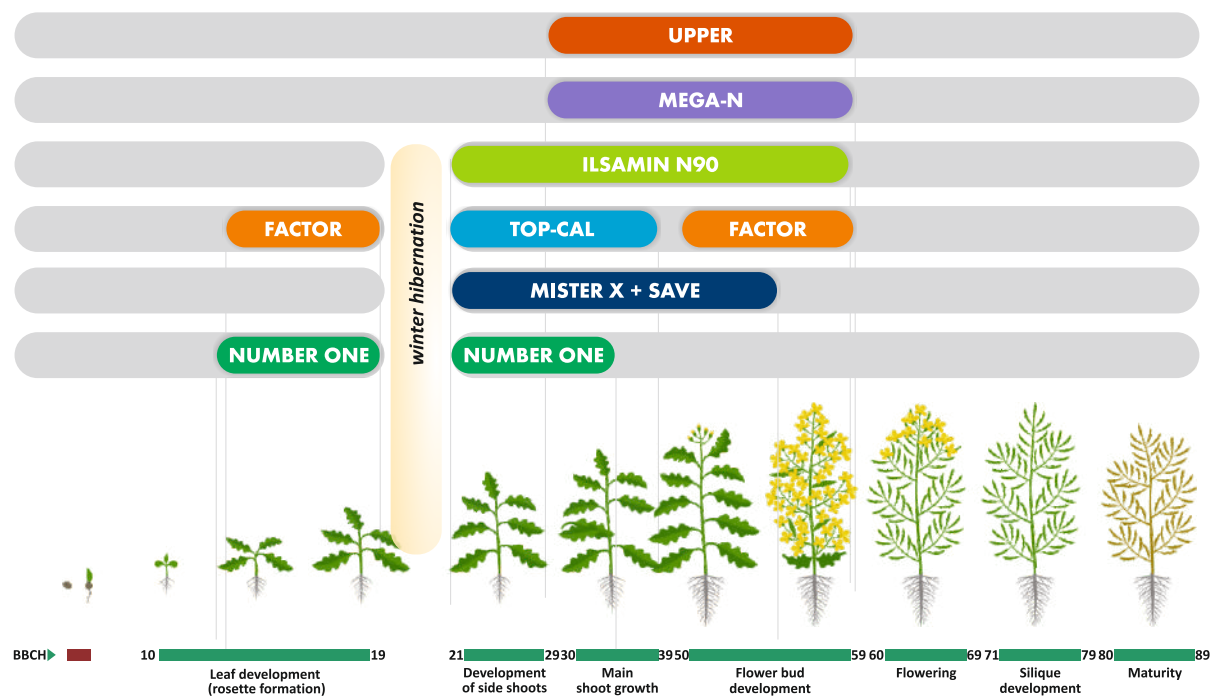 UPPER
MEGA-N
ILSAMIN N90
FACTOR
TOP-CAL
FACTOR
winter hibernation
MISTER X + SAVE
NUMBER ONE
NUMBER ONE
BBCH
10
19
21
29
30
39
50
59
60
69
71
79
80
89
Leaf development
(rosette formation)
Development
of side shoots
Main
shoot growth
Flower bud
development
Flowering
Silique
development
Maturity